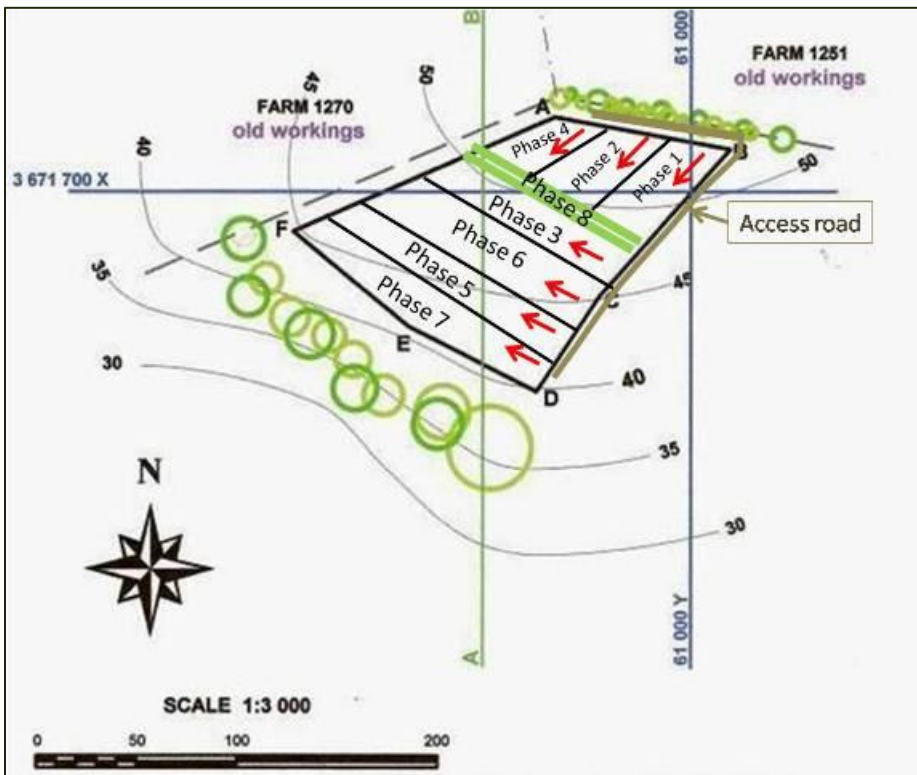 B
61 000
FARM 1251
old workings
45
50
FARM 1270
old workings
A
Phase 4
Phase 2
Phase 1
B
50
40
3 671 700 X
Phase 8
Access road
F
Phase 3
Phase 6
45
C
35
Phase 5
Phase 7
E
30
40
D
35
N
30
61 000 Y
A
SCALE 1:3 000
0 50 100 200